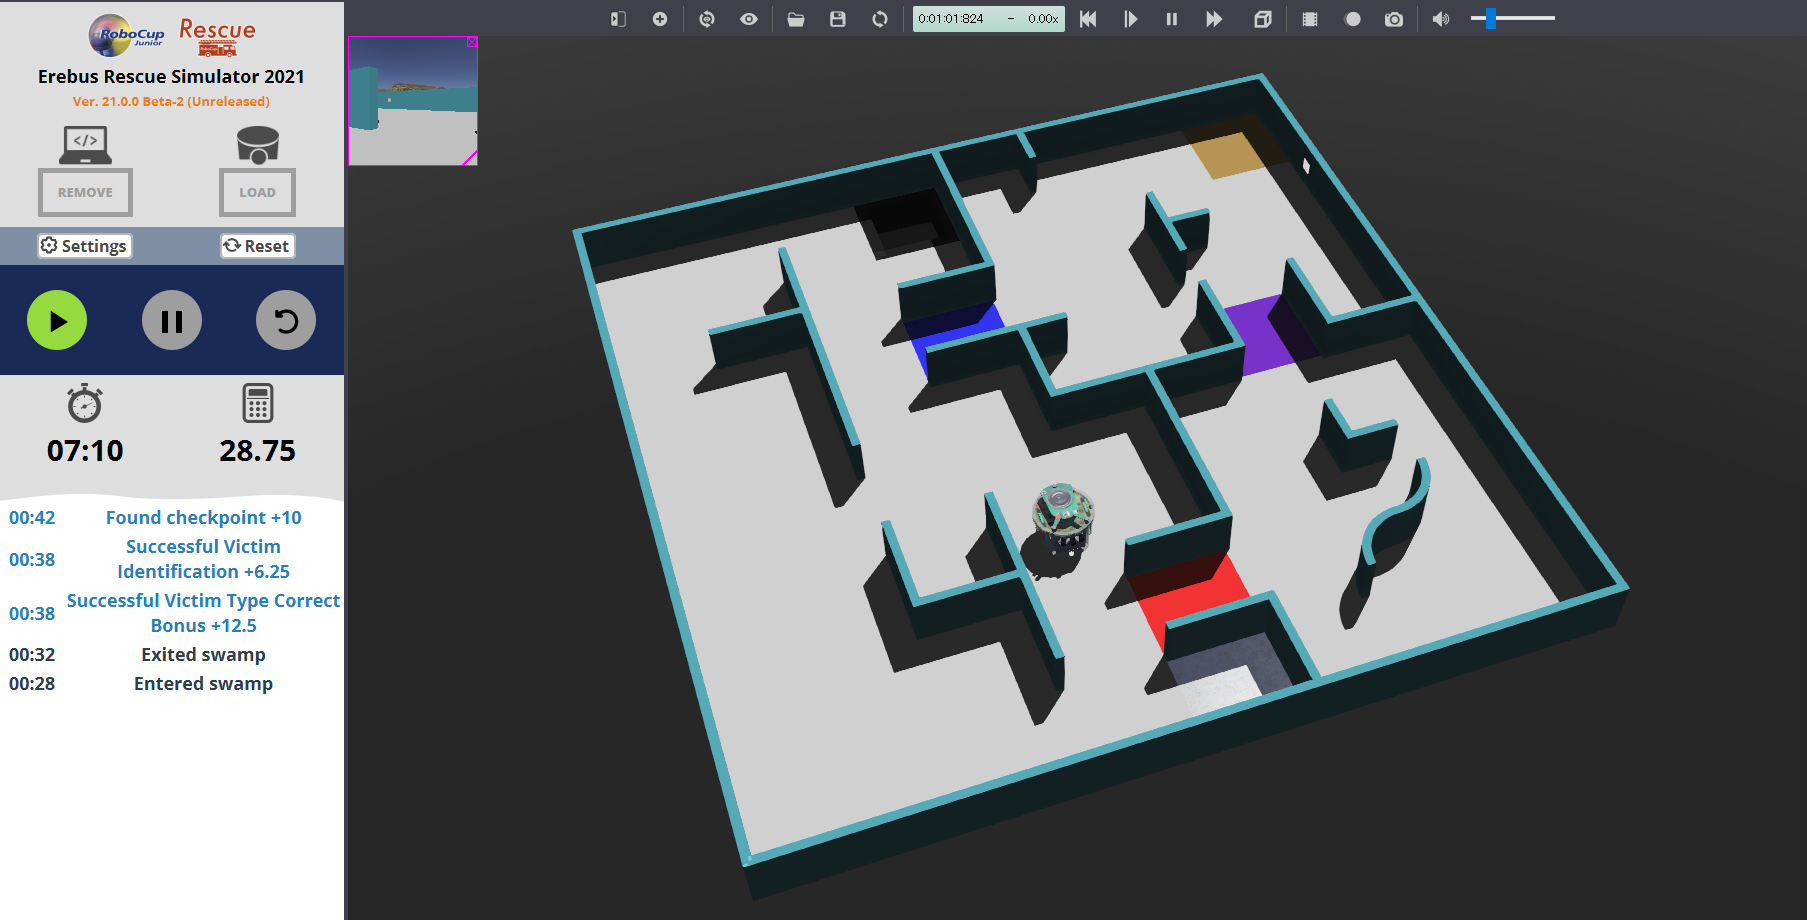 RoboCup
Junior
Rescue
Erebus Rescue Simulator 2021
Ver. 21.0.0 Beta-2 (Unreleased)
</>
REMOVE
LOAD
Settings
Reset
07:10
28.75
00:42 Found checkpoint +10
00:38 Successful Victim
Identification +6.25
00:38 Successful Victim Type Correct
Bonus +12.5
00:32 Exited swamp
00:28 Entered swamp
0:01:01:824 - 0.00x